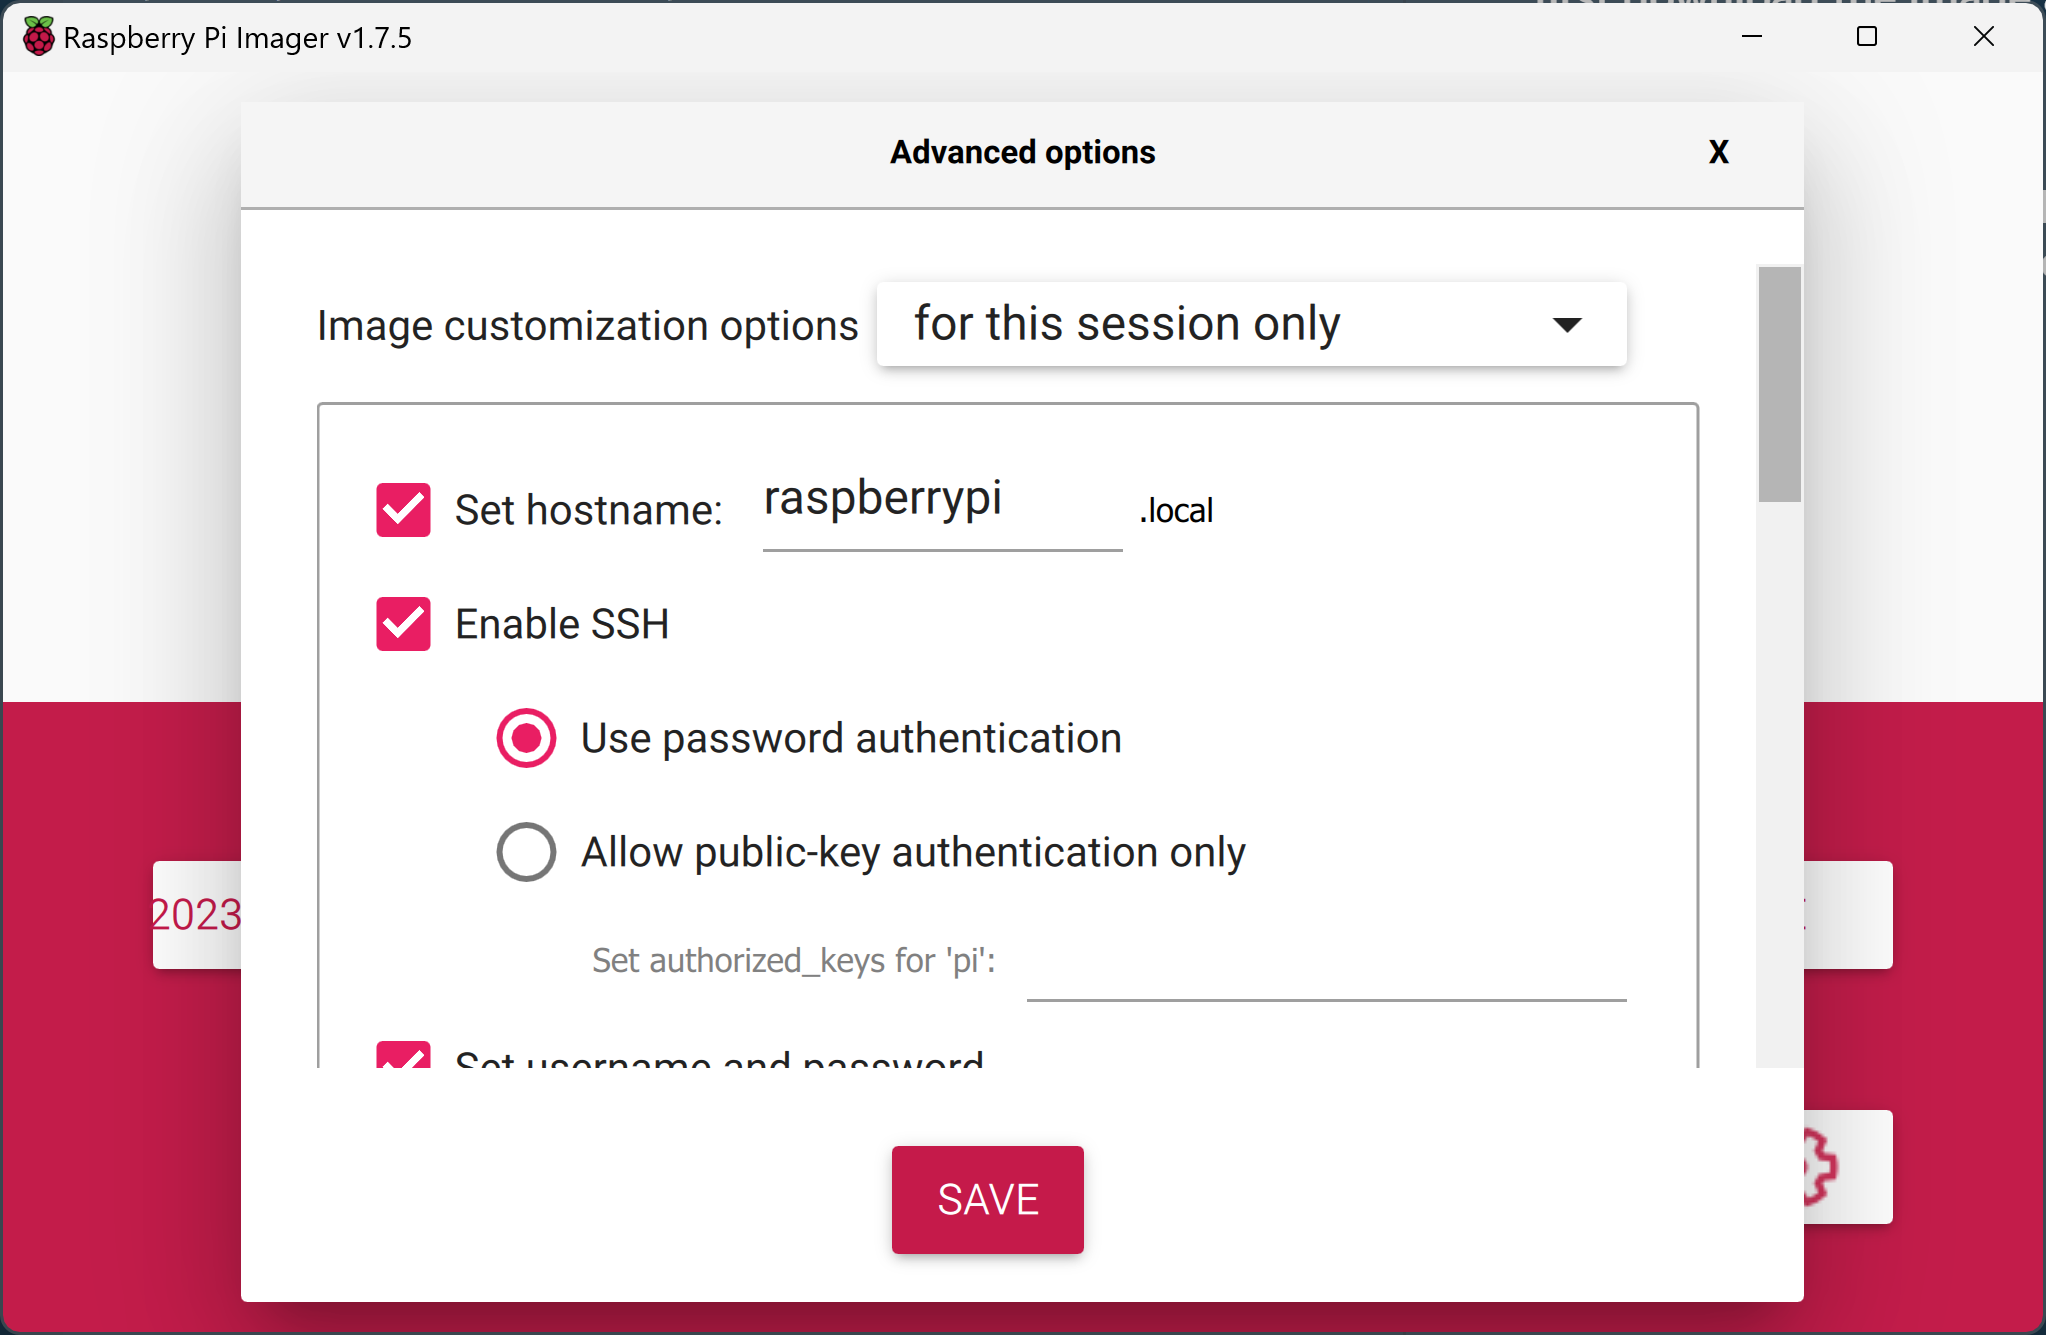 Raspberry Pi Imager v1.7.5
Advanced options
X
Image customization options for this session only
Set hostname: raspberrypi .local
Enable SSH
Use password authentication
Allow public-key authentication only
2023
Set authorized_keys for 'pi':
Set username and password
SAVE